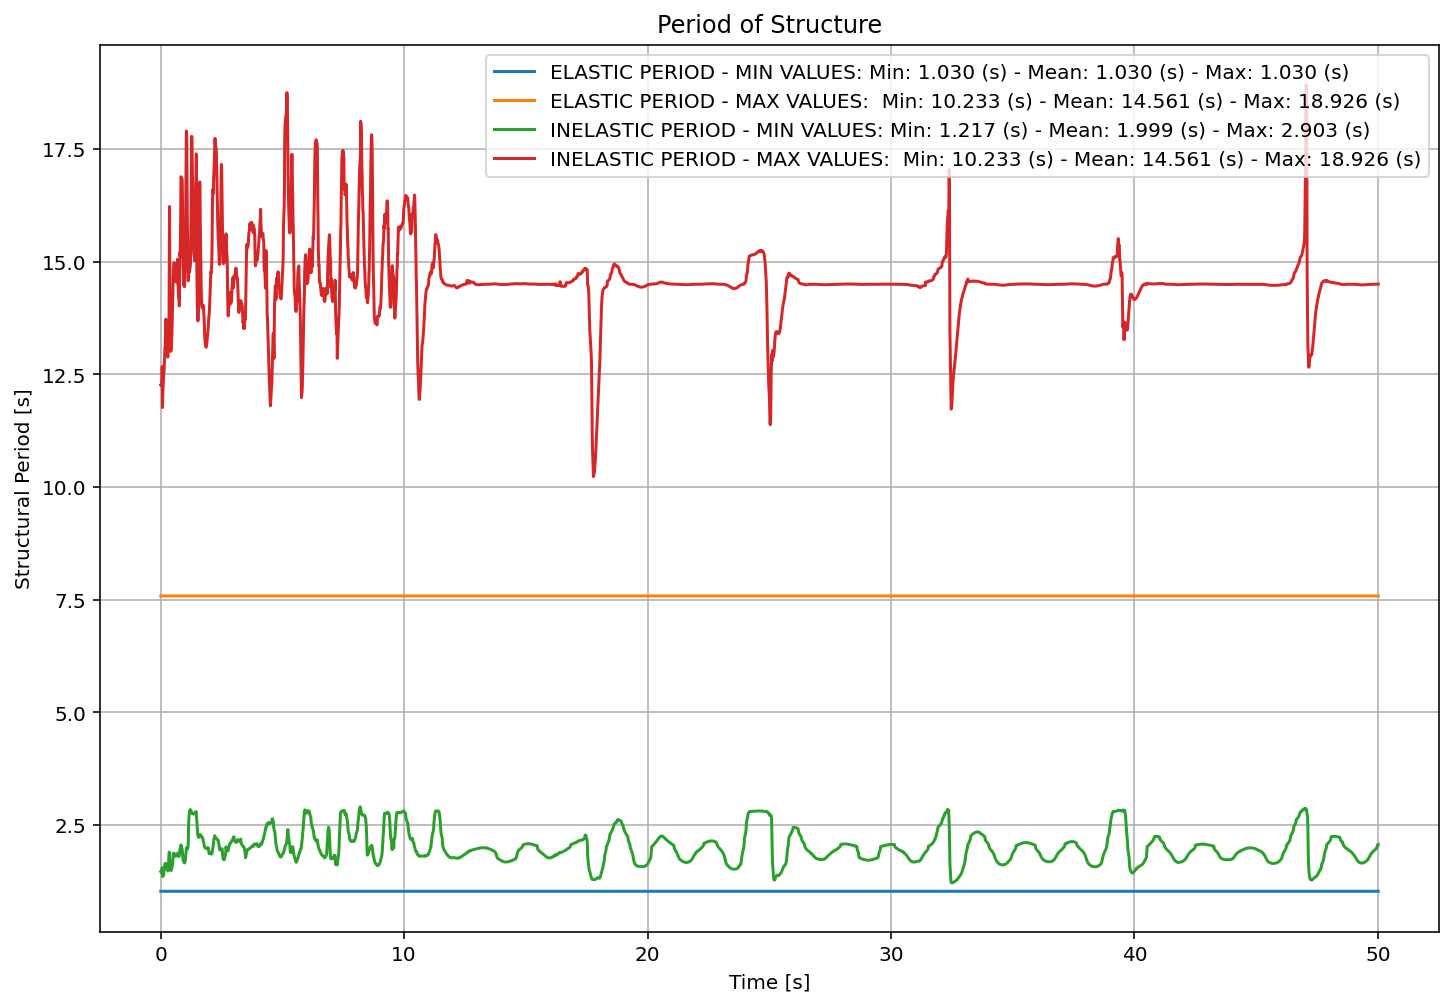 Period of Structure
ELASTIC PERIOD - MIN VALUES: Min: 1.030 (s) - Mean: 1.030 (s) - Max: 1.030 (s)
ELASTIC PERIOD - MAX VALUES:  Min: 10.233 (s) - Mean: 14.561 (s) - Max: 18.926 (s)
INELASTIC PERIOD - MIN VALUES: Min: 1.217 (s) - Mean: 1.999 (s) - Max: 2.903 (s)
INELASTIC PERIOD - MAX VALUES:  Min: 10.233 (s) - Mean: 14.561 (s) - Max: 18.926 (s)
Structural Period [s]
17.5
15.0
12.5
10.0
7.5
5.0
2.5
0 10 20 30 40 50
Time [s]